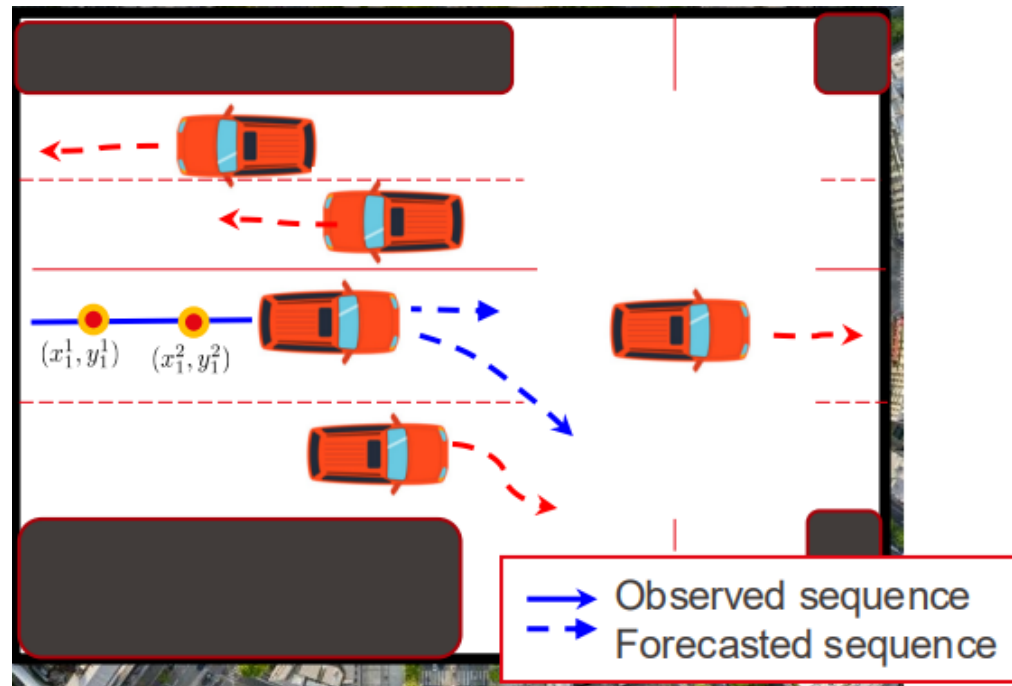 $(x_1^1, y_1^1)$ $(x_1^2, y_1^2)$
Observed sequence
Forecasted sequence